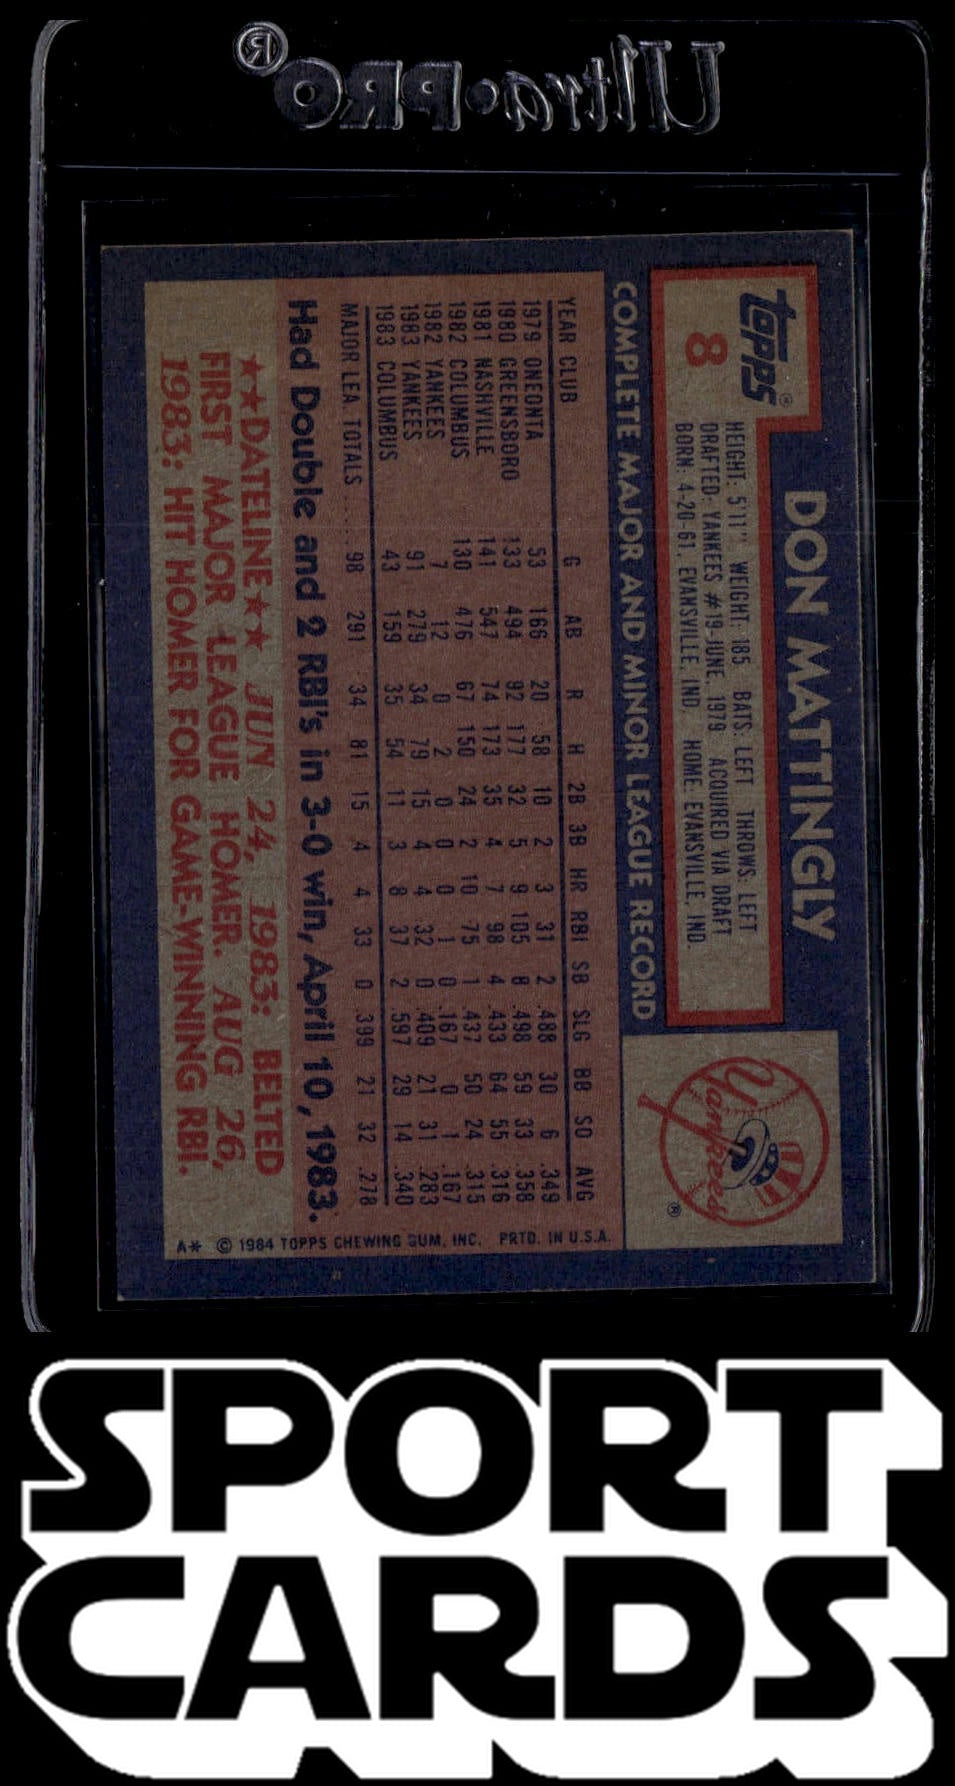 Ultra•PRO®
topps®
8
DON MATTINGLY
HEIGHT: 5'11" WEIGHT: 185 BATS: LEFT THROWS: LEFT
DRAFTED: YANKEES #19-JUNE, 1979 ACQUIRED VIA DRAFT
BORN: 4-20-61, EVANSVILLE, IND. HOME: EVANSVILLE, IND.
Yankees
®
COMPLETE MAJOR AND MINOR LEAGUE RECORD
YEAR CLUB G AB R H 2B 3B HR RBI SB SLG BB SO AVG
1979 ONEONTA 53 166 20 58 10 2 3 31 2 .488 30 6 .349
1980 GREENSBORO 133 494 92 177 32 5 9 105 8 .498 59 33 .358
1981 NASHVILLE 141 547 74 173 35 4 7 98 4 .433 64 55 .316
1982 COLUMBUS 130 476 67 150 24 2 10 75 1 .437 50 24 .315
1982 YANKEES 7 12 0 2 0 0 0 1 0 .167 0 1 .167
1983 YANKEES 91 279 34 79 15 4 4 32 0 .409 21 31 .283
1983 COLUMBUS 43 159 35 54 11 3 8 37 2 .597 29 14 .340
MAJOR LEA. TOTALS ..... 98 291 34 81 15 4 4 33 0 .399 21 32 .278
Had Double and 2 RBI's in 3-0 win, April 10, 1983.
★★DATELINE★★ JUN 24, 1983: BELTED
FIRST MAJOR LEAGUE HOMER. AUG 26,
1983: HIT HOMER FOR GAME-WINNING RBI.
A* © 1984 TOPPS CHEWING GUM, INC. PRTD. IN U.S.A.
SPORT
CARDS